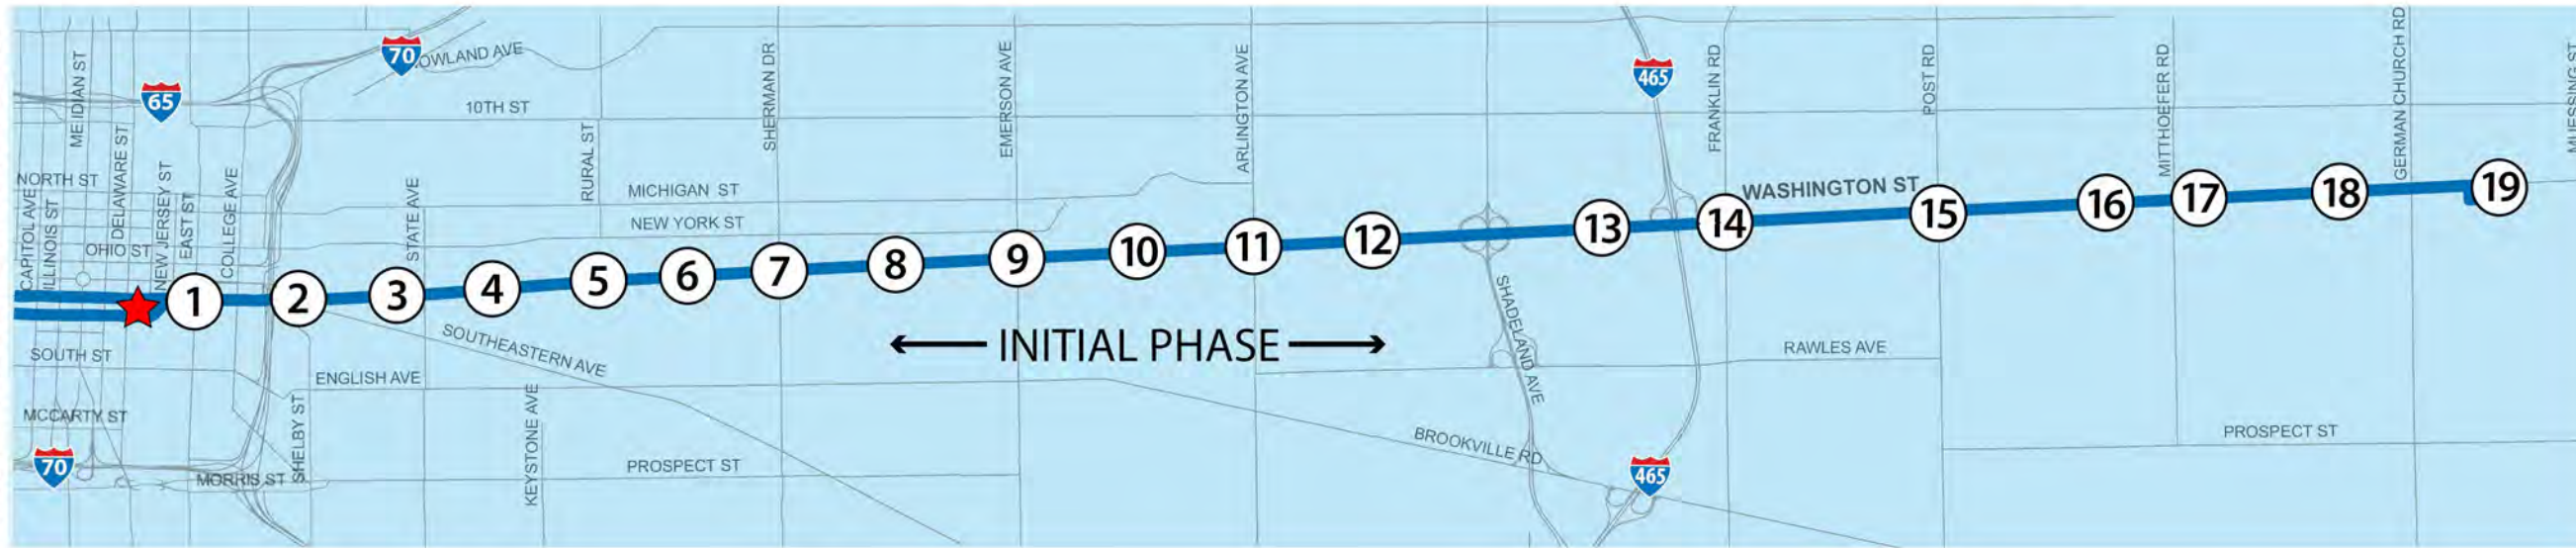 70
65
465
MEIDIAN ST
OWLAND AVE
10TH ST
RURAL ST
SHERMAN DR
EMERSON AVE
ARLINGTON AVE
FRANKLIN RD
POST RD
MITTHOEFER RD
GERMAN CHURCH RD
MUESSING ST
NORTH ST
CAPITOL AVE
ILLINOIS ST
DELAWARE ST
NEW JERSEY ST
EAST ST
COLLEGE AVE
STATE AVE
MICHIGAN ST
NEW YORK ST
OHIO ST
WASHINGTON ST
1
2
3
4
5
6
7
8
9
10
11
12
13
14
15
16
17
18
19
INITIAL PHASE
SOUTH ST
SOUTHEASTERN AVE
ENGLISH AVE
SHADELAND AVE
RAWLES AVE
MCCARTY ST
SHELBY ST
KEYSTONE AVE
BROOKVILLE RD
PROSPECT ST
70
MORRIS ST
PROSPECT ST
465